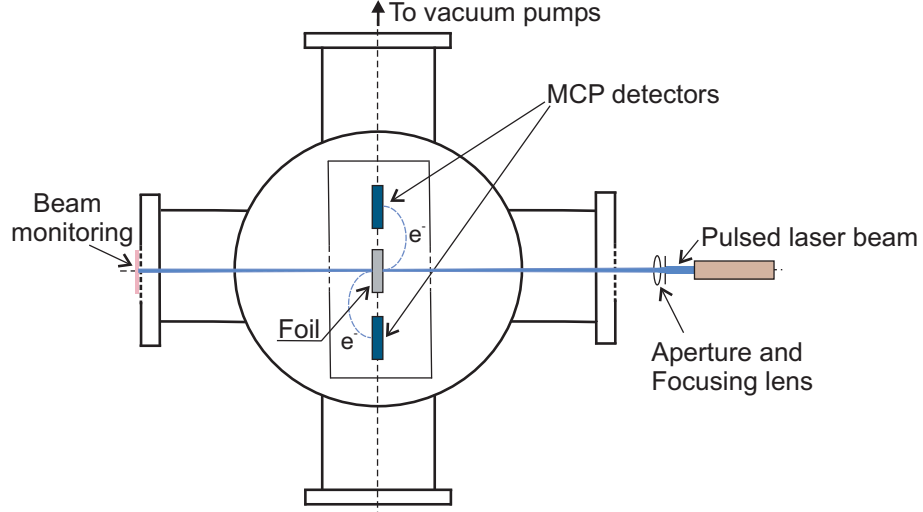 To vacuum pumps
MCP detectors
Beam
monitoring
e-
Pulsed laser beam
Foil
e-
Aperture and
Focusing lens